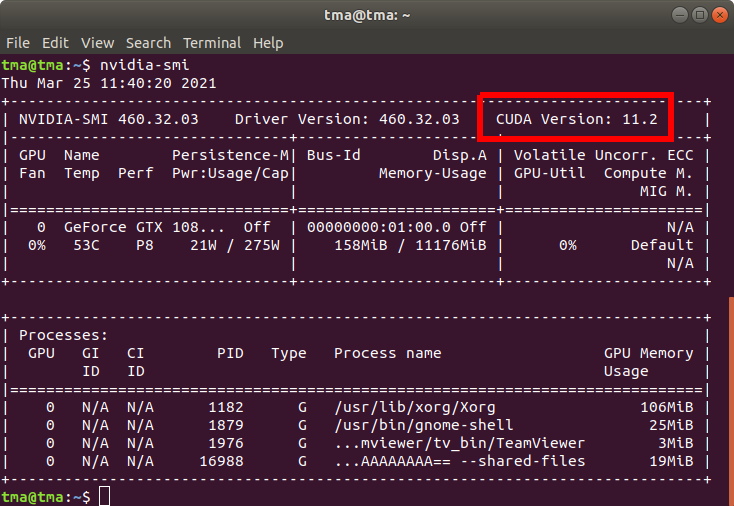 tma@tma: ~
File Edit View Search Terminal Help
tma@tma:~$ nvidia-smi
Thu Mar 25 11:40:20 2021
+-----------------------------------------------------------------------------+
| NVIDIA-SMI 460.32.03    Driver Version: 460.32.03    CUDA Version: 11.2     |
|-------------------------------+----------------------+----------------------+
| GPU  Name        Persistence-M| Bus-Id        Disp.A | Volatile Uncorr. ECC |
| Fan  Temp  Perf  Pwr:Usage/Cap|         Memory-Usage | GPU-Util  Compute M. |
|                               |                      |               MIG M. |
|===============================+======================+======================|
|   0  GeForce GTX 108...  Off  | 00000000:01:00.0 Off |                  N/A |
|  0%   53C    P8    21W / 275W |    158MiB / 11176MiB |      0%      Default |
|                               |                      |                  N/A |
+-------------------------------+----------------------+----------------------+
+-----------------------------------------------------------------------------+
| Processes:                                                                  |
|  GPU   GI   CI        PID   Type   Process name                  GPU Memory |
|        ID   ID                                                   Usage      |
|=============================================================================|
|    0   N/A  N/A      1182      G   /usr/lib/xorg/Xorg                106MiB |
|    0   N/A  N/A      1879      G   /usr/bin/gnome-shell               25MiB |
|    0   N/A  N/A      1976      G   ...mviewer/tv_bin/TeamViewer        3MiB |
|    0   N/A  N/A     16988      G   ...AAAAAAAA== --shared-files       19MiB |
+-----------------------------------------------------------------------------+
tma@tma:~$